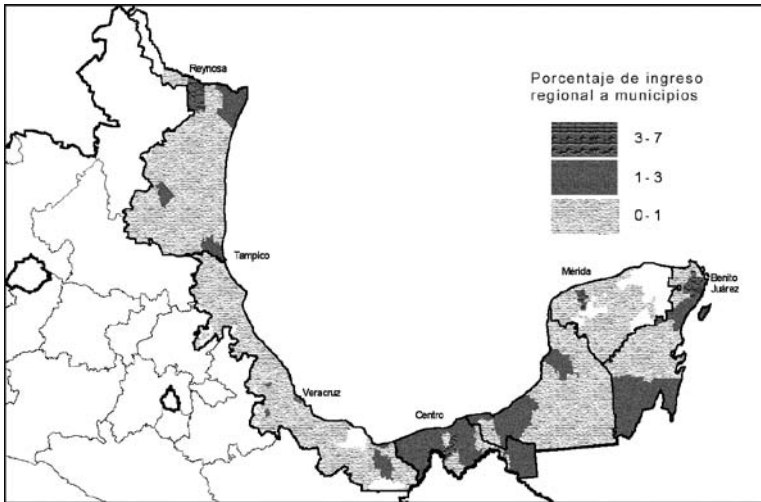 Reynosa
Porcentaje de ingreso
regional a municipios
3-7
1-3
0-1
Tampico
Mérida
Benito
Juárez
Veracruz
Centro